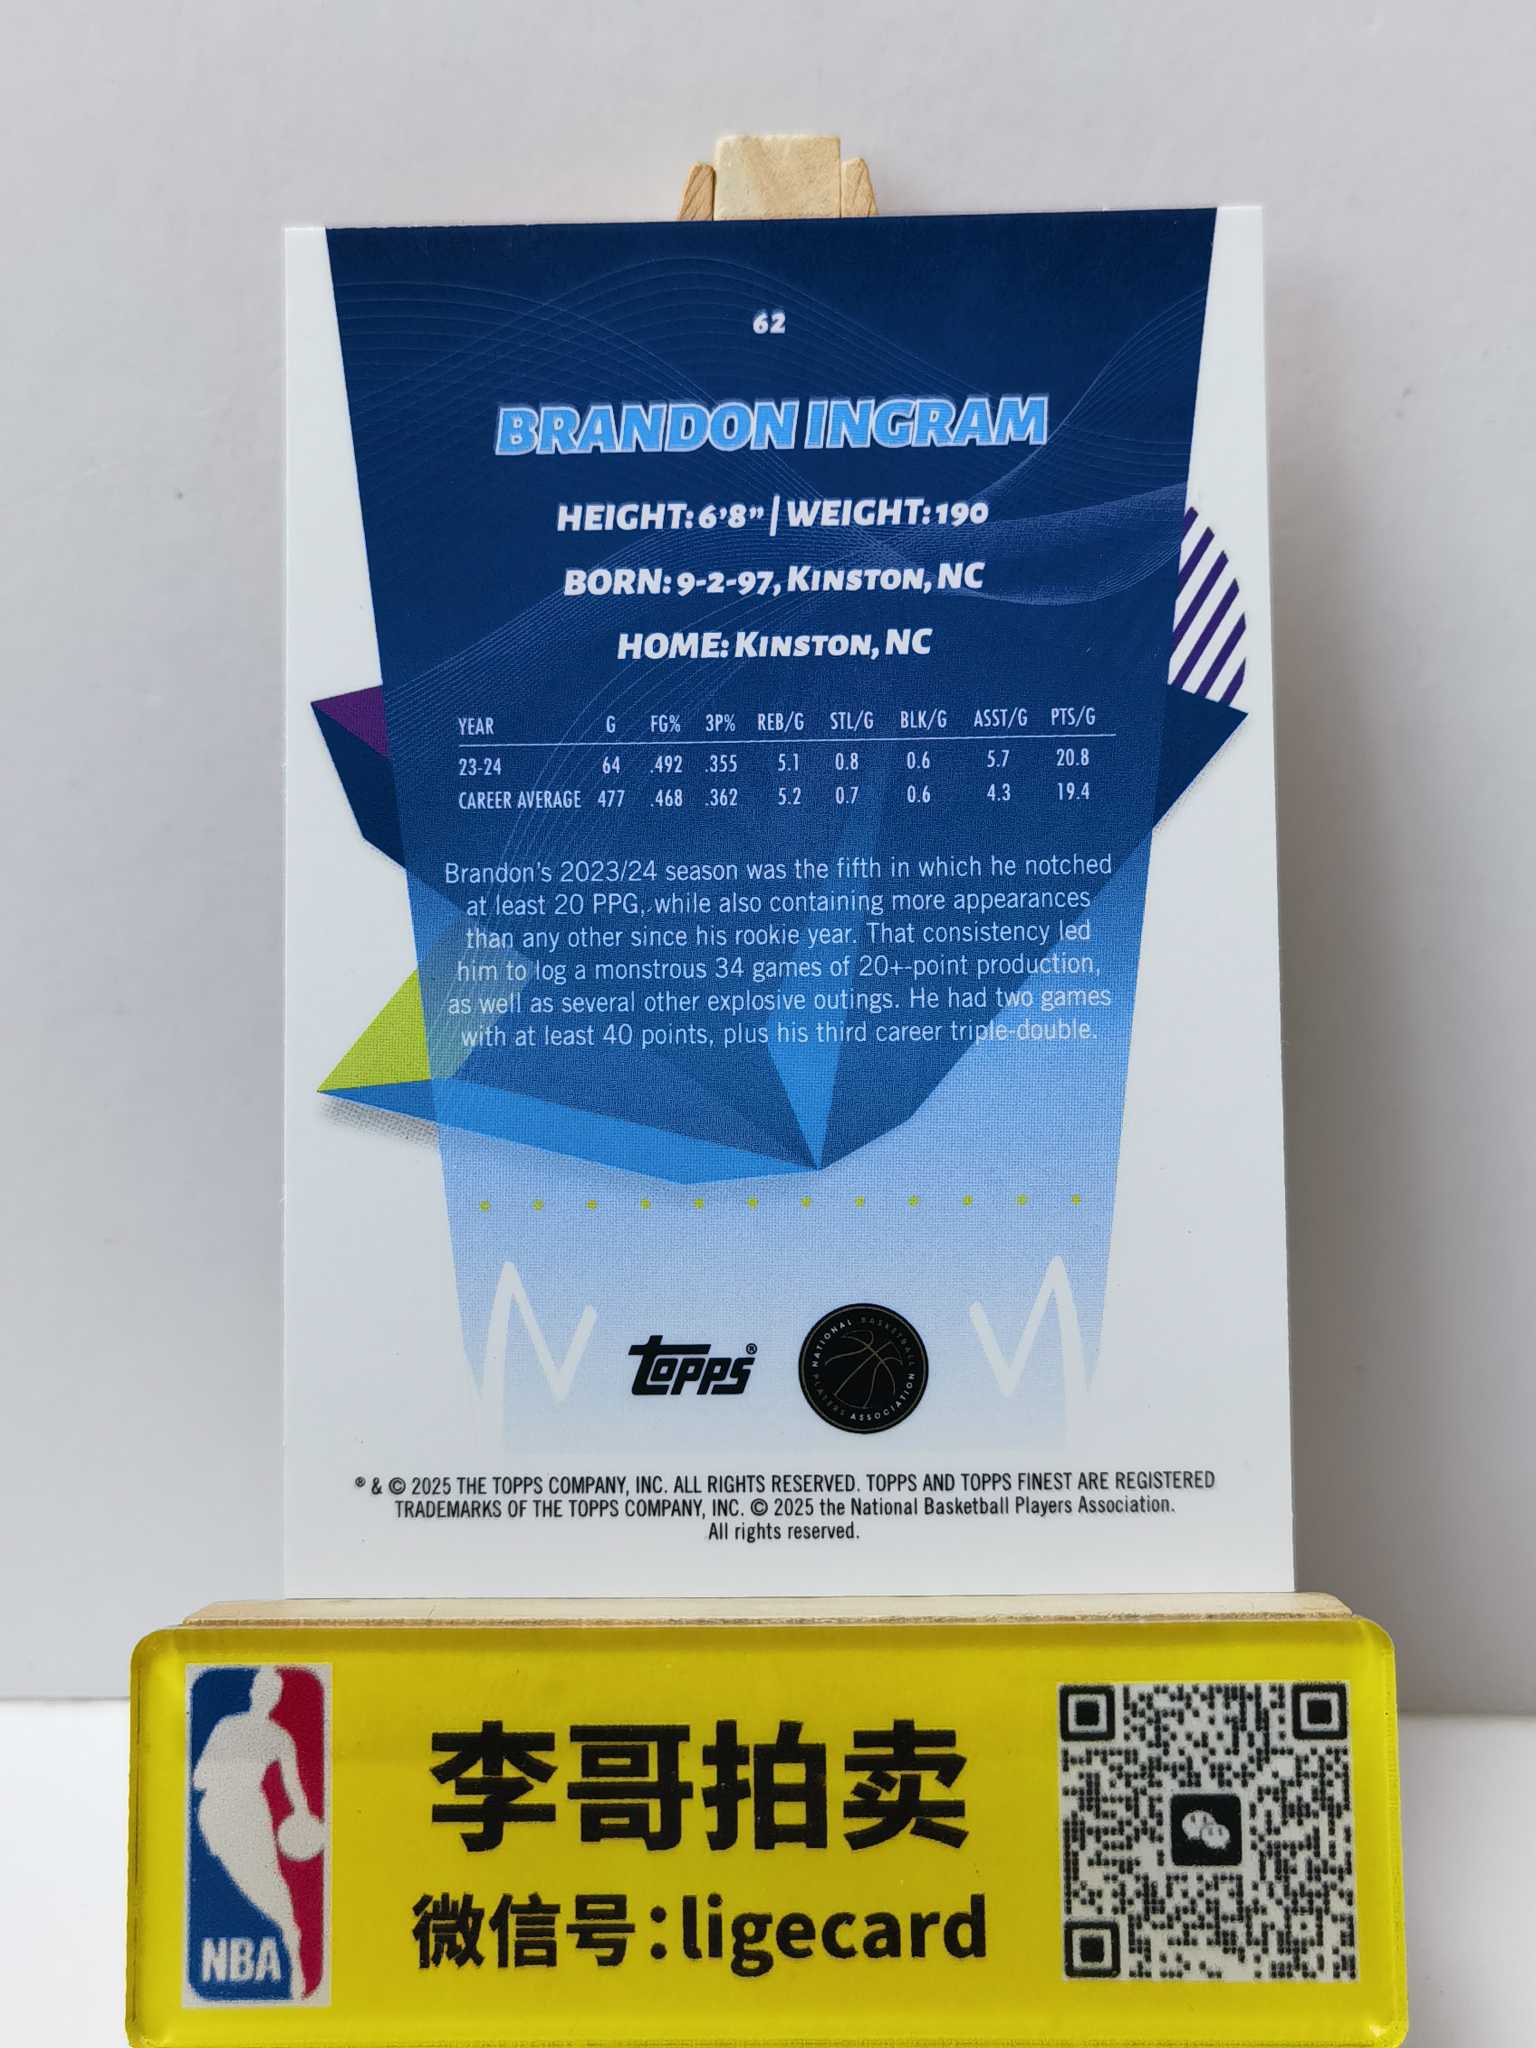 62
BRANDON INGRAM
HEIGHT: 6'8" | WEIGHT: 190
BORN: 9-2-97, KINSTON, NC
HOME: KINSTON, NC
YEAR G FG% 3P% REB/G STL/G BLK/G ASST/G PTS/G
23-24 64 .492 .355 5.1 0.8 0.6 5.7 20.8
CAREER AVERAGE 477 .468 .362 5.2 0.7 0.6 4.3 19.4
Brandon's 2023/24 season was the fifth in which he notched
at least 20 PPG, while also containing more appearances
than any other since his rookie year. That consistency led
him to log a monstrous 34 games of 20+-point production,
as well as several other explosive outings. He had two games
with at least 40 points, plus his third career triple-double.
topps®
NATIONAL BASKETBALL PLAYERS ASSOCIATION
® & © 2025 THE TOPPS COMPANY, INC. ALL RIGHTS RESERVED. TOPPS AND TOPPS FINEST ARE REGISTERED
TRADEMARKS OF THE TOPPS COMPANY, INC. © 2025 the National Basketball Players Association.
All rights reserved.
李哥拍卖
微信号:ligecard
NBA